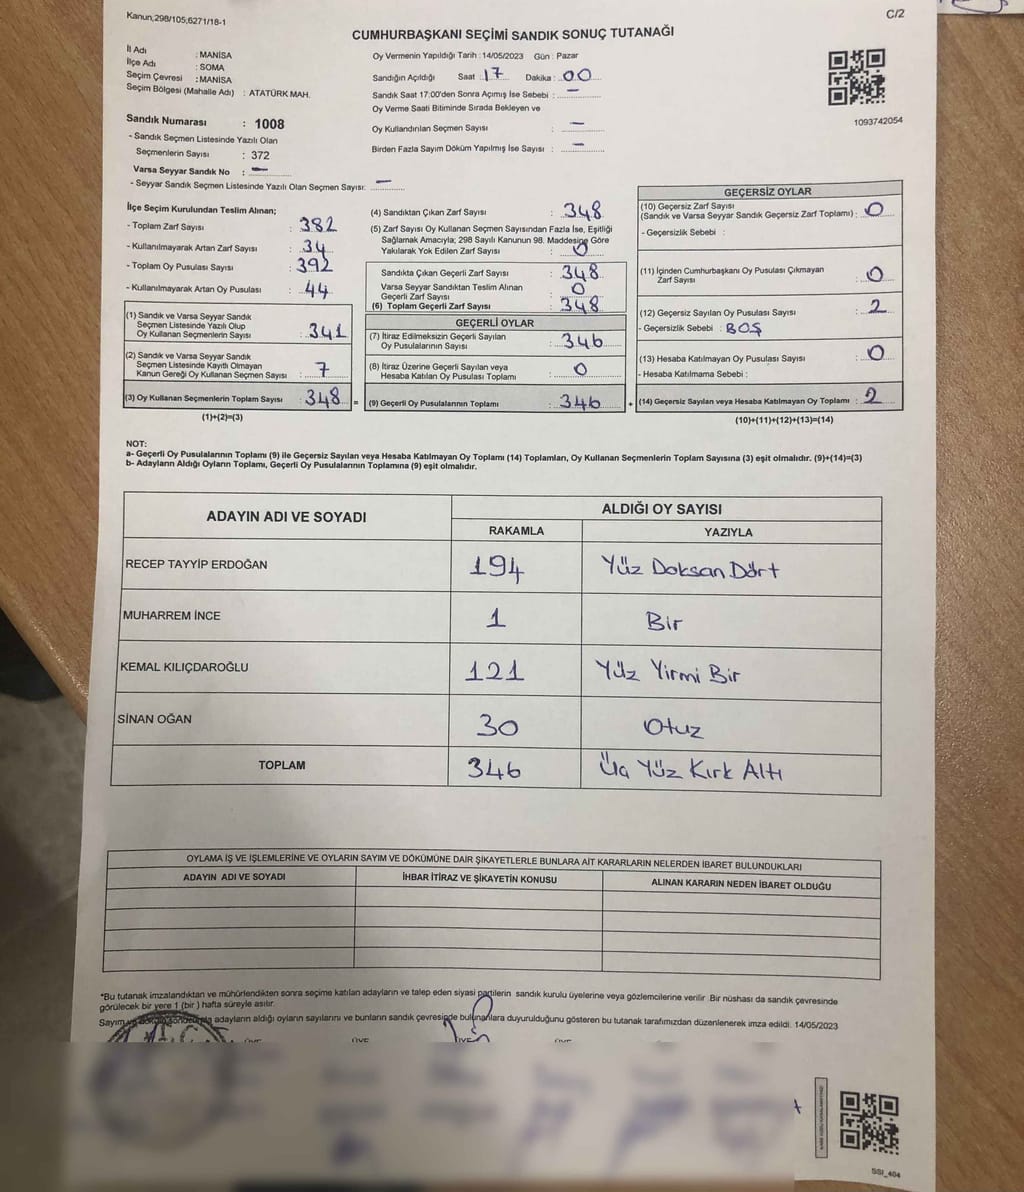 Kanun,298/105;6271/18-1
C/2
CUMHURBAŞKANI SEÇİMİ SANDIK SONUÇ TUTANAĞI
İl Adı : MANİSA
İlçe Adı : SOMA
Seçim Çevresi : MANİSA
Seçim Bölgesi (Mahalle Adı) : ATATÜRK MAH.
Oy Vermenin Yapıldığı Tarih : 14/05/2023 Gün : Pazar
Sandığın Açıldığı Saat : 17 Dakika : 00
Sandık Saat 17:00'den Sonra Açımış İse Sebebi : -
Oy Verme Saati Bitiminde Sırada Bekleyen ve
Oy Kullandırılan Seçmen Sayısı : -
Birden Fazla Sayım Döküm Yapılmış İse Sayısı : -
1093742054
Sandık Numarası : 1008
- Sandık Seçmen Listesinde Yazılı Olan
Seçmenlerin Sayısı : 372
Varsa Seyyar Sandık No : -
- Seyyar Sandık Seçmen Listesinde Yazılı Olan Seçmen Sayısı: -
İlçe Seçim Kurulundan Teslim Alınan;
- Toplam Zarf Sayısı : 382
- Kullanılmayarak Artan Zarf Sayısı : 34
- Toplam Oy Pusulası Sayısı : 392
- Kullanılmayarak Artan Oy Pusulası : 44
(1) Sandık ve Varsa Seyyar Sandık
Seçmen Listesinde Yazılı Olup
Oy Kullanan Seçmenlerin Sayısı : 341
(2) Sandık ve Varsa Seyyar Sandık
Seçmen Listesinde Kayıtlı Olmayan
Kanun Gereği Oy Kullanan Seçmen Sayısı : 7
(3) Oy Kullanan Seçmenlerin Toplam Sayısı : 348 =
(1)+(2)=(3)
(4) Sandıktan Çıkan Zarf Sayısı : 348
(5) Zarf Sayısı Oy Kullanan Seçmen Sayısından Fazla İse, Eşitliği
Sağlamak Amacıyla; 298 Sayılı Kanunun 98. Maddesine Göre
Yakılarak Yok Edilen Zarf Sayısı : 0
Sandıkta Çıkan Geçerli Zarf Sayısı : 348
Varsa Seyyar Sandıktan Teslim Alınan
Geçerli Zarf Sayısı : 0
(6) Toplam Geçerli Zarf Sayısı : 348
GEÇERLİ OYLAR
(7) İtiraz Edilmeksizin Geçerli Sayılan
Oy Pusulalarının Sayısı : 346
(8) İtiraz Üzerine Geçerli Sayılan veya
Hesaba Katılan Oy Pusulası Toplamı : 0
(9) Geçerli Oy Pusulalarının Toplamı : 346 +
GEÇERSİZ OYLAR
(10) Geçersiz Zarf Sayısı
(Sandık ve Varsa Seyyar Sandık Geçersiz Zarf Toplamı) : 0
- Geçersizlik Sebebi :
(11) İçinden Cumhurbaşkanı Oy Pusulası Çıkmayan
Zarf Sayısı : 0
(12) Geçersiz Sayılan Oy Pusulası Sayısı : 2
- Geçersizlik Sebebi : BOŞ
(13) Hesaba Katılmayan Oy Pusulası Sayısı : 0
- Hesaba Katılmama Sebebi :
(14) Geçersiz Sayılan veya Hesaba Katılmayan Oy Toplamı : 2
(10)+(11)+(12)+(13)=(14)
NOT:
a- Geçerli Oy Pusulalarının Toplamı (9) ile Geçersiz Sayılan veya Hesaba Katılmayan Oy Toplamı (14) Toplamları, Oy Kullanan Seçmenlerin Toplam Sayısına (3) eşit olmalıdır. (9)+(14)=(3)
b- Adayların Aldığı Oyların Toplamı, Geçerli Oy Pusulalarının Toplamına (9) eşit olmalıdır.
ADAYIN ADI VE SOYADI
ALDIĞI OY SAYISI
RAKAMLA YAZIYLA
RECEP TAYYİP ERDOĞAN 194 Yüz Doksan Dört
MUHARREM İNCE 1 Bir
KEMAL KILIÇDAROĞLU 121 Yüz Yirmi Bir
SİNAN OĞAN 30 Otuz
TOPLAM 346 Üç Yüz Kırk Altı
OYLAMA İŞ VE İŞLEMLERİNE VE OYLARIN SAYIM VE DÖKÜMÜNE DAİR ŞİKAYETLERLE BUNLARA AİT KARARLARIN NELERDEN İBARET BULUNDUKLARI
ADAYIN ADI VE SOYADI İHBAR İTİRAZ VE ŞİKAYETİN KONUSU ALINAN KARARIN NEDEN İBARET OLDUĞU
*Bu tutanak imzalandıktan ve mühürlendikten sonra seçime katılan adayların ve talep eden siyasi partilerin sandık kurulu üyelerine veya gözlemcilerine verilir. Bir nüshası da sandık çevresinde
görülecek bir yere 1 (bir ) hafta süreyle asılır.
Sayım ve döküm sonucunda adayların aldığı oyların sayılarını ve bunların sandık çevresinde bulunanlara duyurulduğunu gösteren bu tutanak tarafımızdan düzenlenerek imza edildi. 14/05/2023
SSI_404